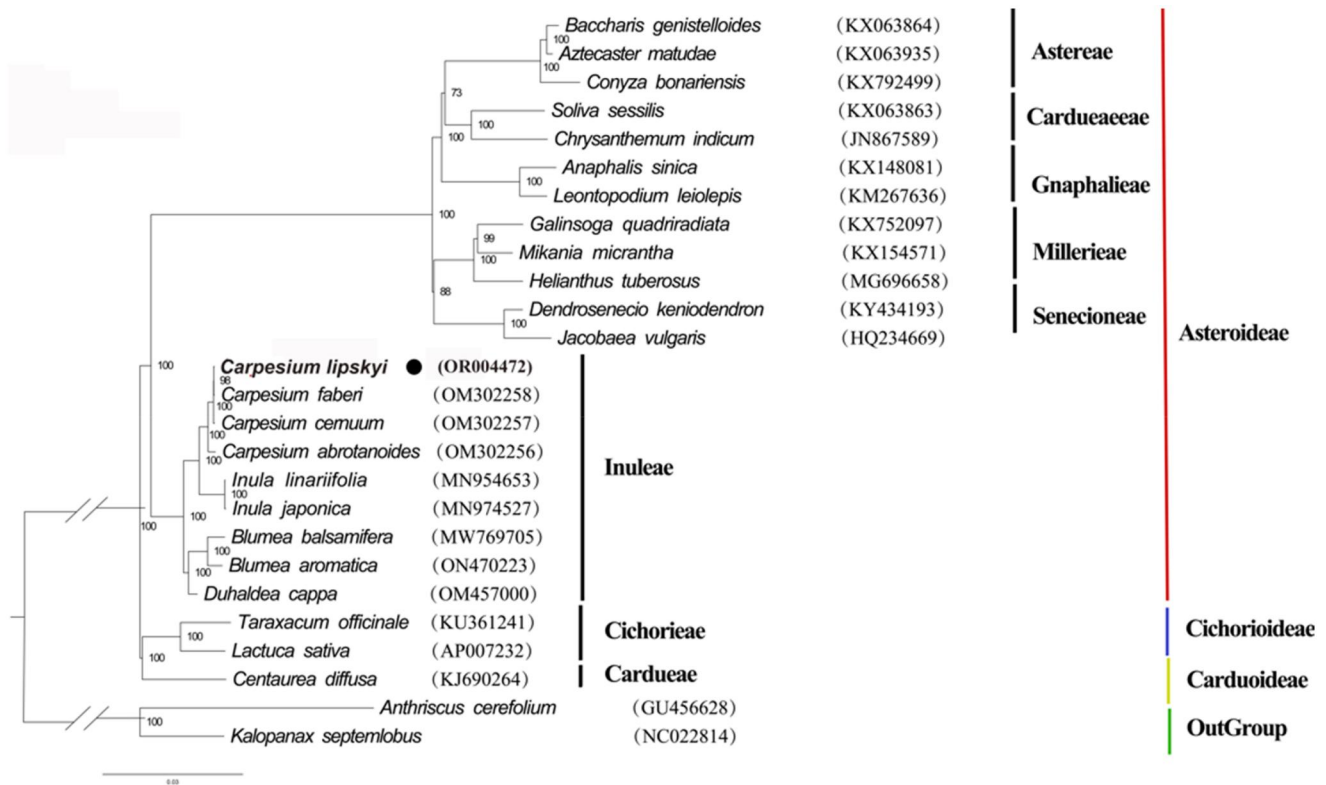 Baccharis genistelloides (KX063864)
100
Aztecaster matudae (KX063935) Astereae
100
Conyza bonariensis (KX792499)
73
Soliva sessilis (KX063863)
100 Cardueaeeae
100
Chrysanthemum indicum (JN867589)
Anaphalis sinica (KX148081)
100 Gnaphalieae
Leontopodium leiolepis (KM267636)
100
Galinsoga quadriradiata (KX752097)
99
Mikania micrantha (KX154571) Millerieae
100
Helianthus tuberosus (MG696658)
88
Dendrosenecio keniodendron (KY434193)
100 Senecioneae
Jacobaea vulgaris (HQ234669) Asteroideae
100
Carpesium lipskyi (OR004472)
98
Carpesium faberi (OM302258)
100
Carpesium cernuum (OM302257)
100
Carpesium abrotanoides (OM302256)
100 Inuleae
Inula linariifolia (MN954653)
100
Inula japonica (MN974527)
100
100
Blumea balsamifera (MW769705)
100
Blumea aromatica (ON470223)
100
Duhaldea cappa (OM457000)
Taraxacum officinale (KU361241)
100 Cichorieae Cichorioideae
Lactuca sativa (AP007232)
100
Centaurea diffusa (KJ690264) Cardueae Carduoideae
Anthriscus cerefolium (GU456628)
100 OutGroup
Kalopanax septemlobus (NC022814)
0.03